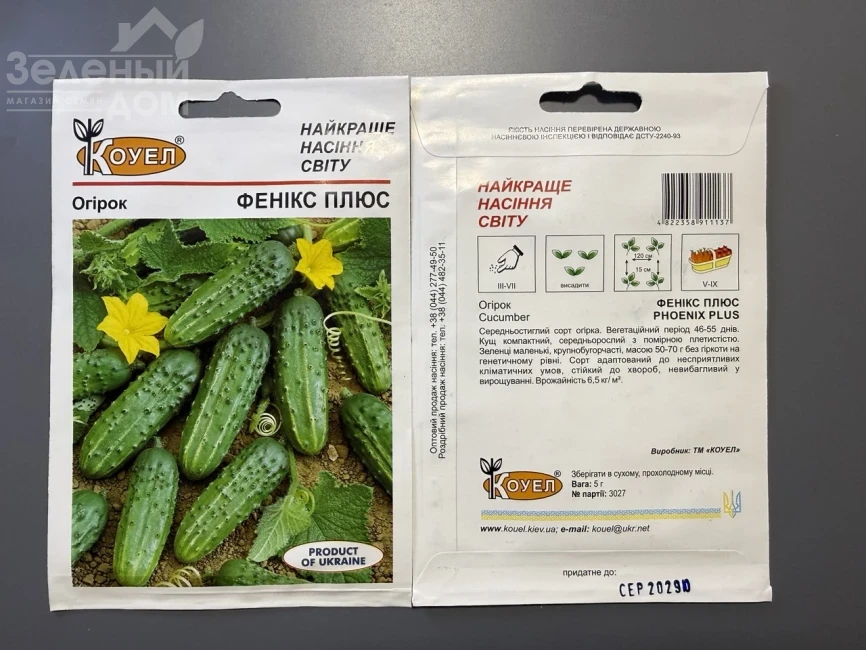 Зеленый
МАГАЗИН СЕМЯН
ДОМ
КОУЕЛ®
НАЙКРАЩЕ
НАСІННЯ
СВІТУ
Огірок
ФЕНІКС ПЛЮС
PRODUCT
OF UKRAINE
ЯКІСТЬ НАСІННЯ ПЕРЕВІРЕНА ДЕРЖАВНОЮ
НАСІННЄВОЮ ІНСПЕКЦІЄЮ І ВІДПОВІДАЄ ДСТУ-2240-93
НАЙКРАЩЕ
НАСІННЯ
СВІТУ
4 822358 911137
III-VII
висадити
120 см
15 см
V-IX
Огірок
ФЕНІКС ПЛЮС
Cucumber
PHOENIX PLUS
Середньостиглий сорт огірка. Вегетаційний період 46-55 днів.
Кущ компактний, середньорослий з помірною плетистістю.
Зеленці маленькі, крупнобугорчасті, масою 50-70 г без гіркоти на
генетичному рівні. Сорт адаптований до несприятливих
кліматичних умов, стійкий до хвороб, невибагливий у
вирощуванні. Врожайність 6,5 кг/ м².
Оптовий продаж насіння: тел. +38 (044) 277-49-50
Роздрібний продаж насіння: тел. +38 (044) 482-35-11
Виробник: ТМ «КОУЕЛ»
КОУЕЛ®
Зберігати в сухому, прохолодному місці.
Вага: 5 г
№ партії: 3027
www.kouel.kiev.ua; e-mail: kouel@ukr.net
придатне до:
СЕР 2029